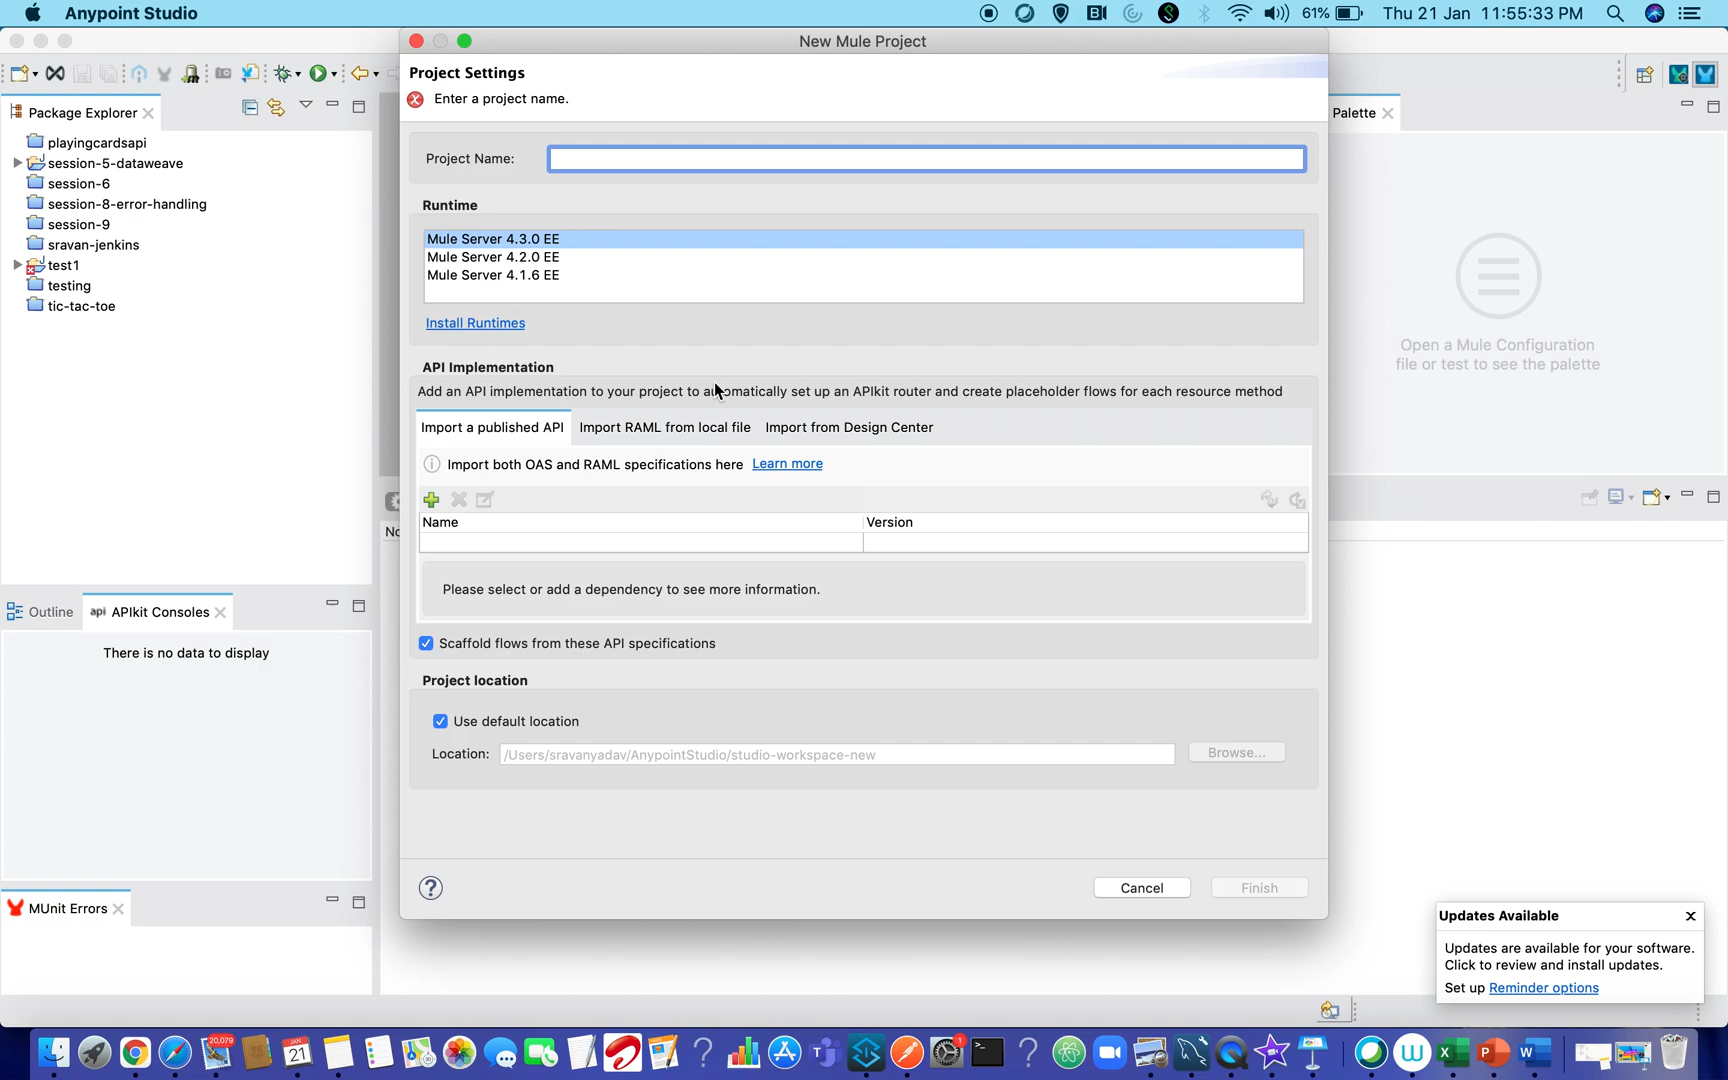 Anypoint Studio
61%
Thu 21 Jan 11:55:33 PM
New Mule Project
Project Settings
Enter a project name.
Package Explorer
playingcardsapi
session-5-dataweave
session-6
session-8-error-handling
session-9
sravan-jenkins
test1
testing
tic-tac-toe
Project Name:
Runtime
Mule Server 4.3.0 EE
Mule Server 4.2.0 EE
Mule Server 4.1.6 EE
Install Runtimes
API Implementation
Add an API implementation to your project to automatically set up an APIkit router and create placeholder flows for each resource method
Import a published API
Import RAML from local file
Import from Design Center
Import both OAS and RAML specifications here Learn more
Name
Version
Please select or add a dependency to see more information.
Scaffold flows from these API specifications
Project location
Use default location
Location: /Users/sravanyadav/AnypointStudio/studio-workspace-new
Browse...
Cancel
Finish
Palette
Open a Mule Configuration
file or test to see the palette
No
Outline
api APIkit Consoles
There is no data to display
MUnit Errors
Updates Available
Updates are available for your software.
Click to review and install updates.
Set up Reminder options
20,079
JAN
21
1